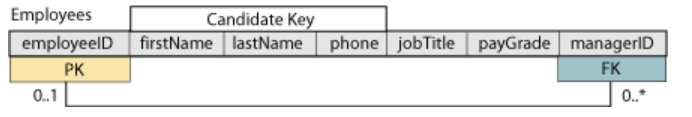 Employees
Candidate Key
employeeID firstName lastName phone jobTitle payGrade managerID
PK FK
0..1 0..*